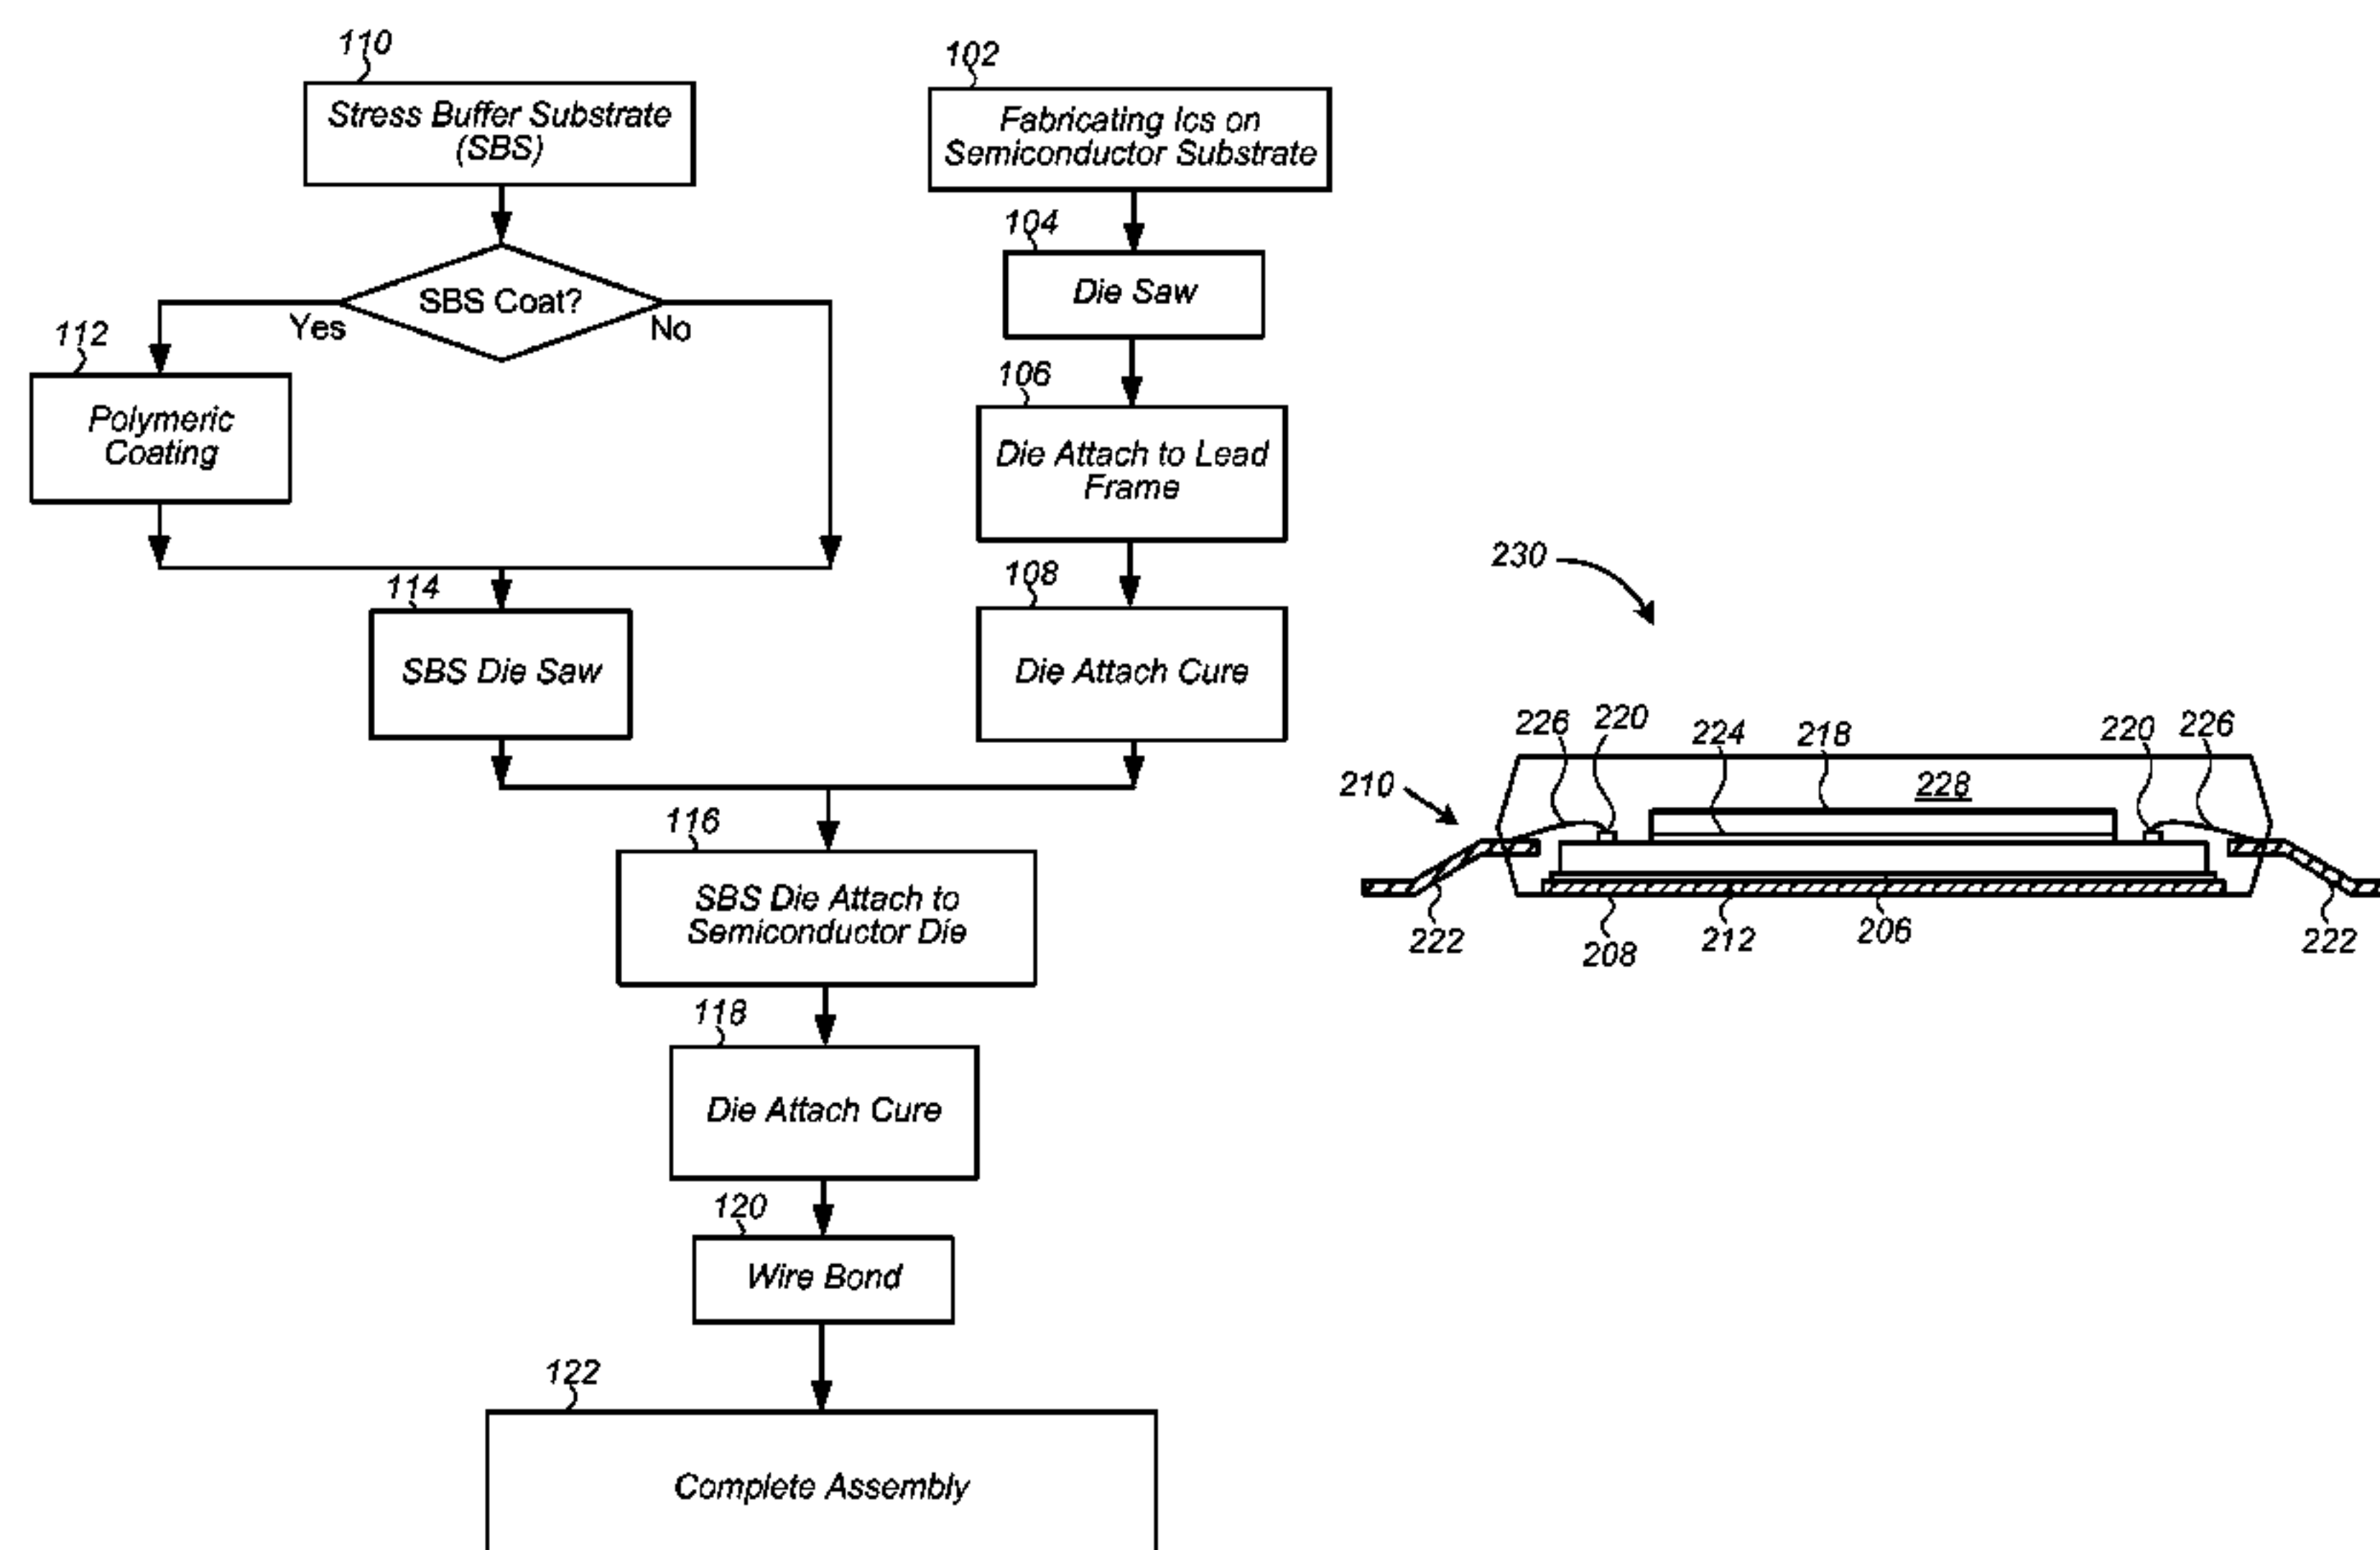 110
Stress Buffer Substrate
(SBS)
SBS Coat?
Yes
No
112
Polymeric
Coating
114
SBS Die Saw
102
Fabricating Ics on
Semiconductor Substrate
104
Die Saw
106
Die Attach to Lead
Frame
108
Die Attach Cure
116
SBS Die Attach to
Semiconductor Die
118
Die Attach Cure
120
Wire Bond
122
Complete Assembly
230
226
220
224
218
220
226
210
228
222
208
212
206
222